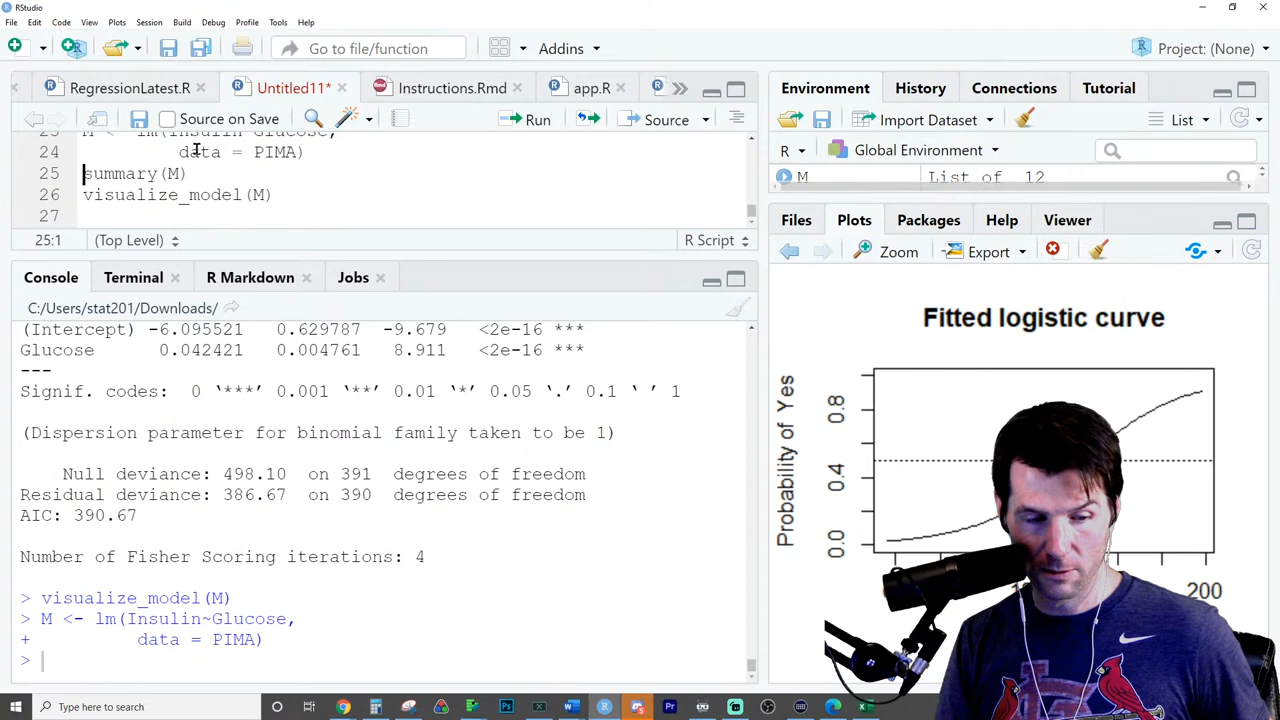 RStudio
File Edit Code View Plots Session Build Debug Profile Tools Help
Go to file/function Addins Project: (None)
RegressionLatest.R Untitled11* Instructions.Rmd app.R
Source on Save Run Source
23 M <- lm(Insulin~Glucose,
24 data = PIMA)
25 summary(M)
26 visualize_model(M)
27
25:1 (Top Level) R Script
Console Terminal R Markdown Jobs
C:/Users/stat201/Downloads/
(Intercept) -6.095521 0.629787 -9.679 <2e-16 ***
Glucose 0.042421 0.004761 8.911 <2e-16 ***
---
Signif. codes: 0 ‘***’ 0.001 ‘**’ 0.01 ‘*’ 0.05 ‘.’ 0.1 ‘ ’ 1
(Dispersion parameter for binomial family taken to be 1)
Null deviance: 498.10 on 391 degrees of freedom
Residual deviance: 386.67 on 390 degrees of freedom
AIC: 390.67
Number of Fisher Scoring iterations: 4
> visualize_model(M)
> M <- lm(Insulin~Glucose,
+ data = PIMA)
>
Environment History Connections Tutorial
Import Dataset List
R Global Environment
M List of 12
Files Plots Packages Help Viewer
Zoom Export
Fitted logistic curve
Probability of Yes
0.8
0.4
0.0
200
Type here to search